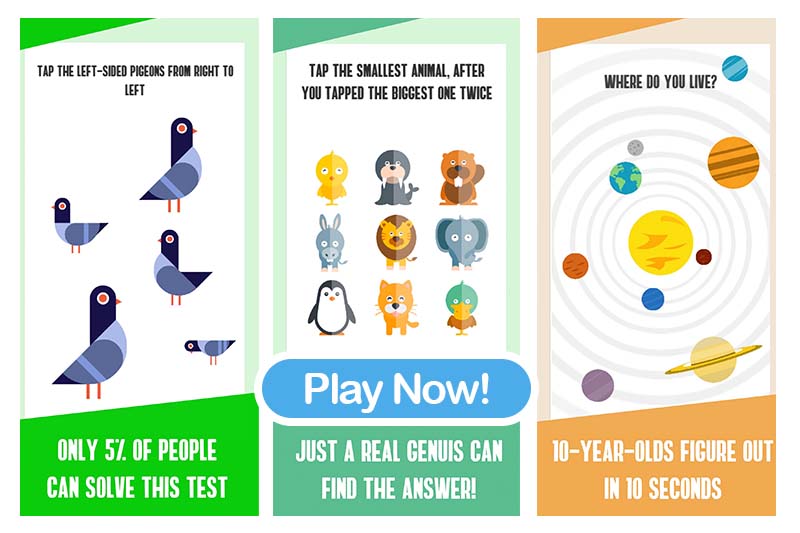 TAP THE LEFT-SIDED PIGEONS FROM RIGHT TO
LEFT
ONLY 5% OF PEOPLE
CAN SOLVE THIS TEST
TAP THE SMALLEST ANIMAL, AFTER
YOU TAPPED THE BIGGEST ONE TWICE
Play Now!
JUST A REAL GENUIS CAN
FIND THE ANSWER!
WHERE DO YOU LIVE?
10-YEAR-OLDS FIGURE OUT
IN 10 SECONDS